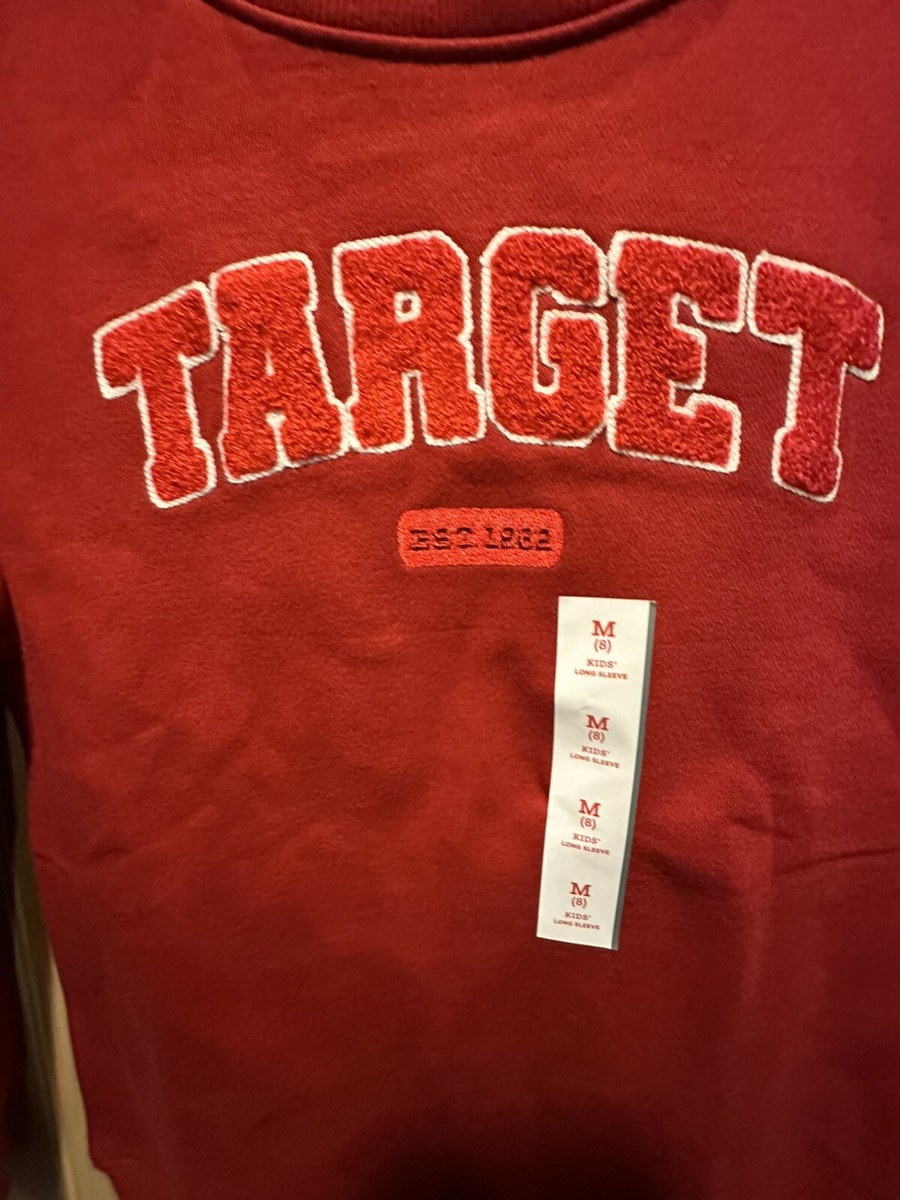 TARGET
EST 1962
M
(8)
KIDS'
LONG SLEEVE
M
(8)
KIDS'
LONG SLEEVE
M
(8)
KIDS'
LONG SLEEVE
M
(8)
KIDS'
LONG SLEEVE